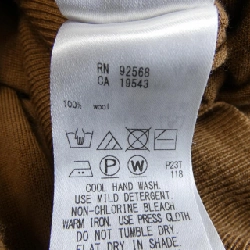 RN 92568
CA 19543
100% wool
P W
P237
118
COOL HAND WASH.
USE MILD DETERGENT.
NON-CHLORINE BLEACH
WARM IRON. USE PRESS CLOTH.
DO NOT TUMBLE DRY.
FLAT DRY IN SHADE